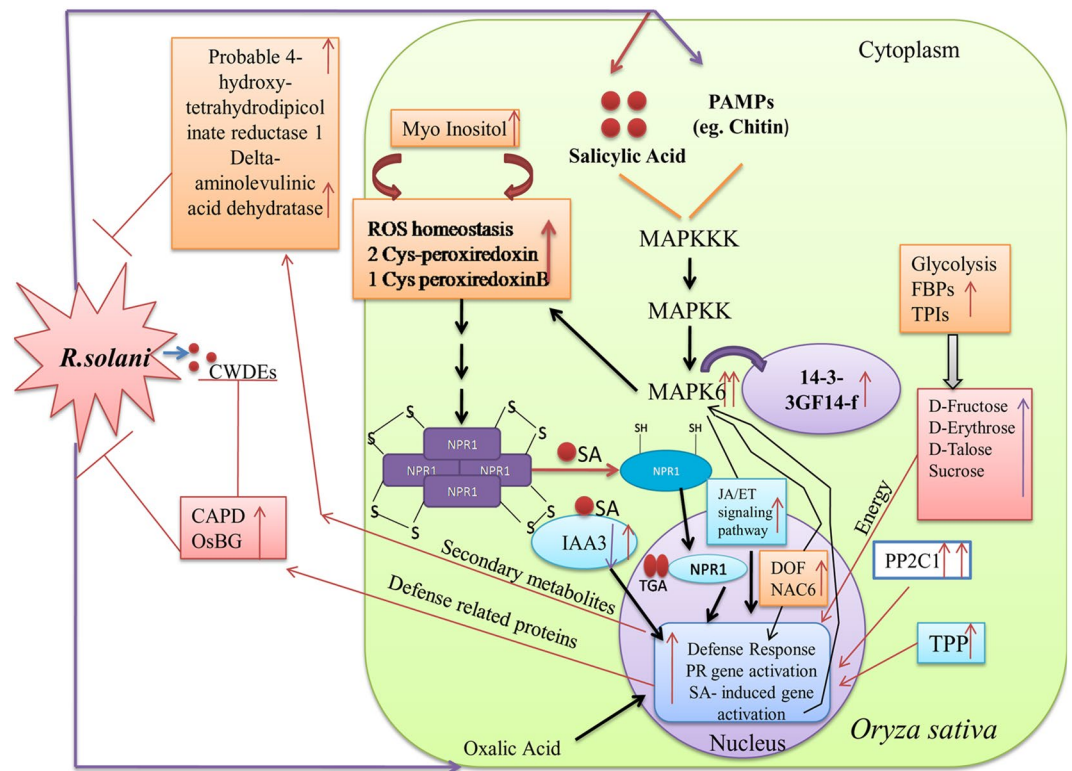 Cytoplasm
Probable 4-
hydroxy-
tetrahydrodipicol
inate reductase 1
Delta-
aminolevulinic
acid dehydratase
Myo Inositol
Salicylic Acid
PAMPs
(eg. Chitin)
ROS homeostasis
2 Cys-peroxiredoxin
1 Cys peroxiredoxinB
MAPKKK
MAPKK
MAPK6
14-3-
3GF14-f
Glycolysis
FBPs
TPIs
D-Fructose
D-Erythrose
D-Talose
Sucrose
R.solani
CWDEs
S
S
S
S
S
S
S
S
NPR1
NPR1
NPR1
NPR1
SA
SH
SH
NPR1
SA
IAA3
JA/ET
signaling
pathway
Energy
CAPD
OsBG
Secondary metabolites
Defense related proteins
TGA
NPR1
DOF
NAC6
PP2C1
TPP
Defense Response
PR gene activation
SA- induced gene
activation
Oxalic Acid
Nucleus
Oryza sativa